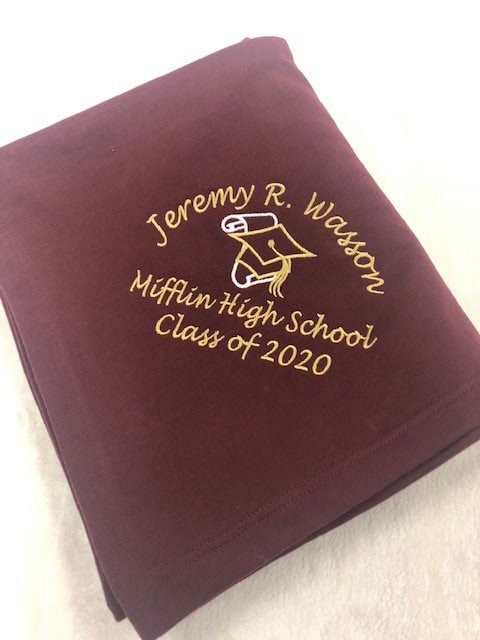 Jeremy R. Wasson
Mifflin High School
Class of 2020